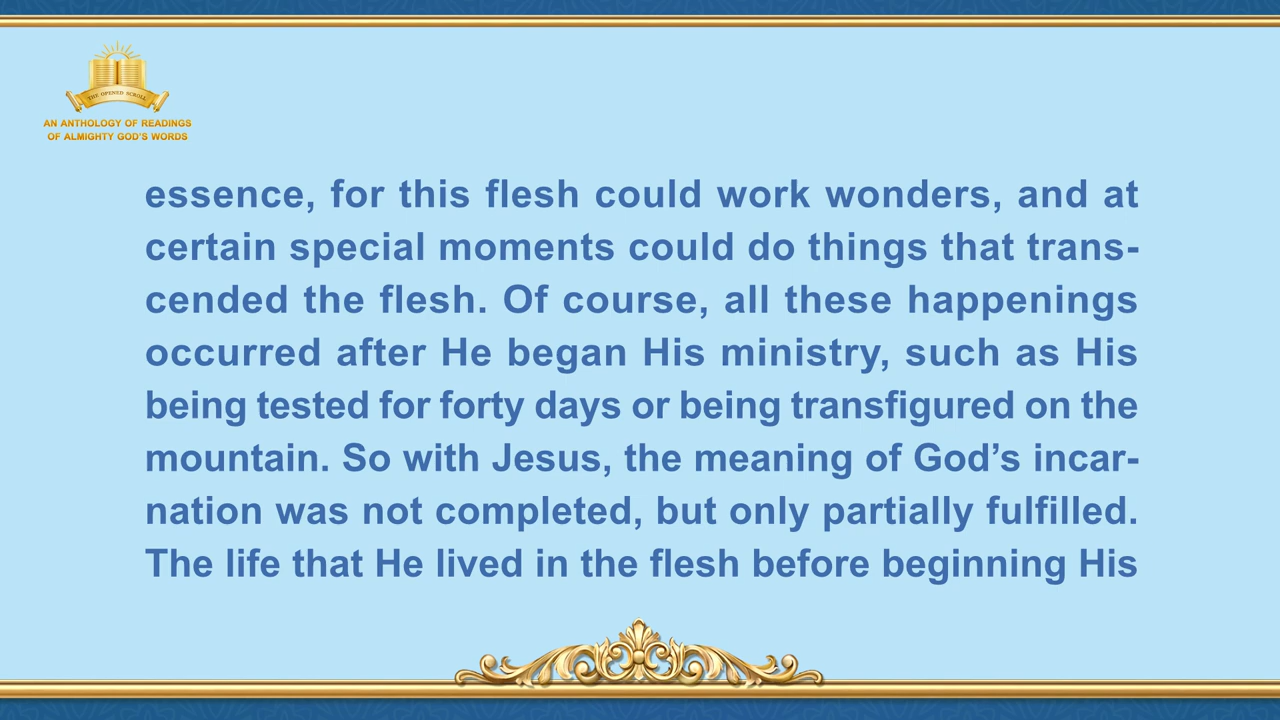 THE OPENED SCROLL
AN ANTHOLOGY OF READINGS
OF ALMIGHTY GOD'S WORDS
essence, for this flesh could work wonders, and at
certain special moments could do things that trans-
cended the flesh. Of course, all these happenings
occurred after He began His ministry, such as His
being tested for forty days or being transfigured on the
mountain. So with Jesus, the meaning of God’s incar-
nation was not completed, but only partially fulfilled.
The life that He lived in the flesh before beginning His